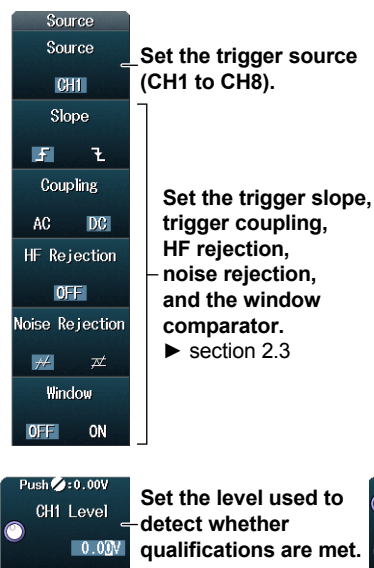 Source
Source
CH1
Set the trigger source
(CH1 to CH8).
Slope
Coupling
AC DC
HF Rejection
OFF
Noise Rejection
Window
OFF ON
Set the trigger slope,
trigger coupling,
HF rejection,
noise rejection,
and the window
comparator.
► section 2.3
Push :0.00V
CH1 Level
0.00V
Set the level used to
detect whether
qualifications are met.